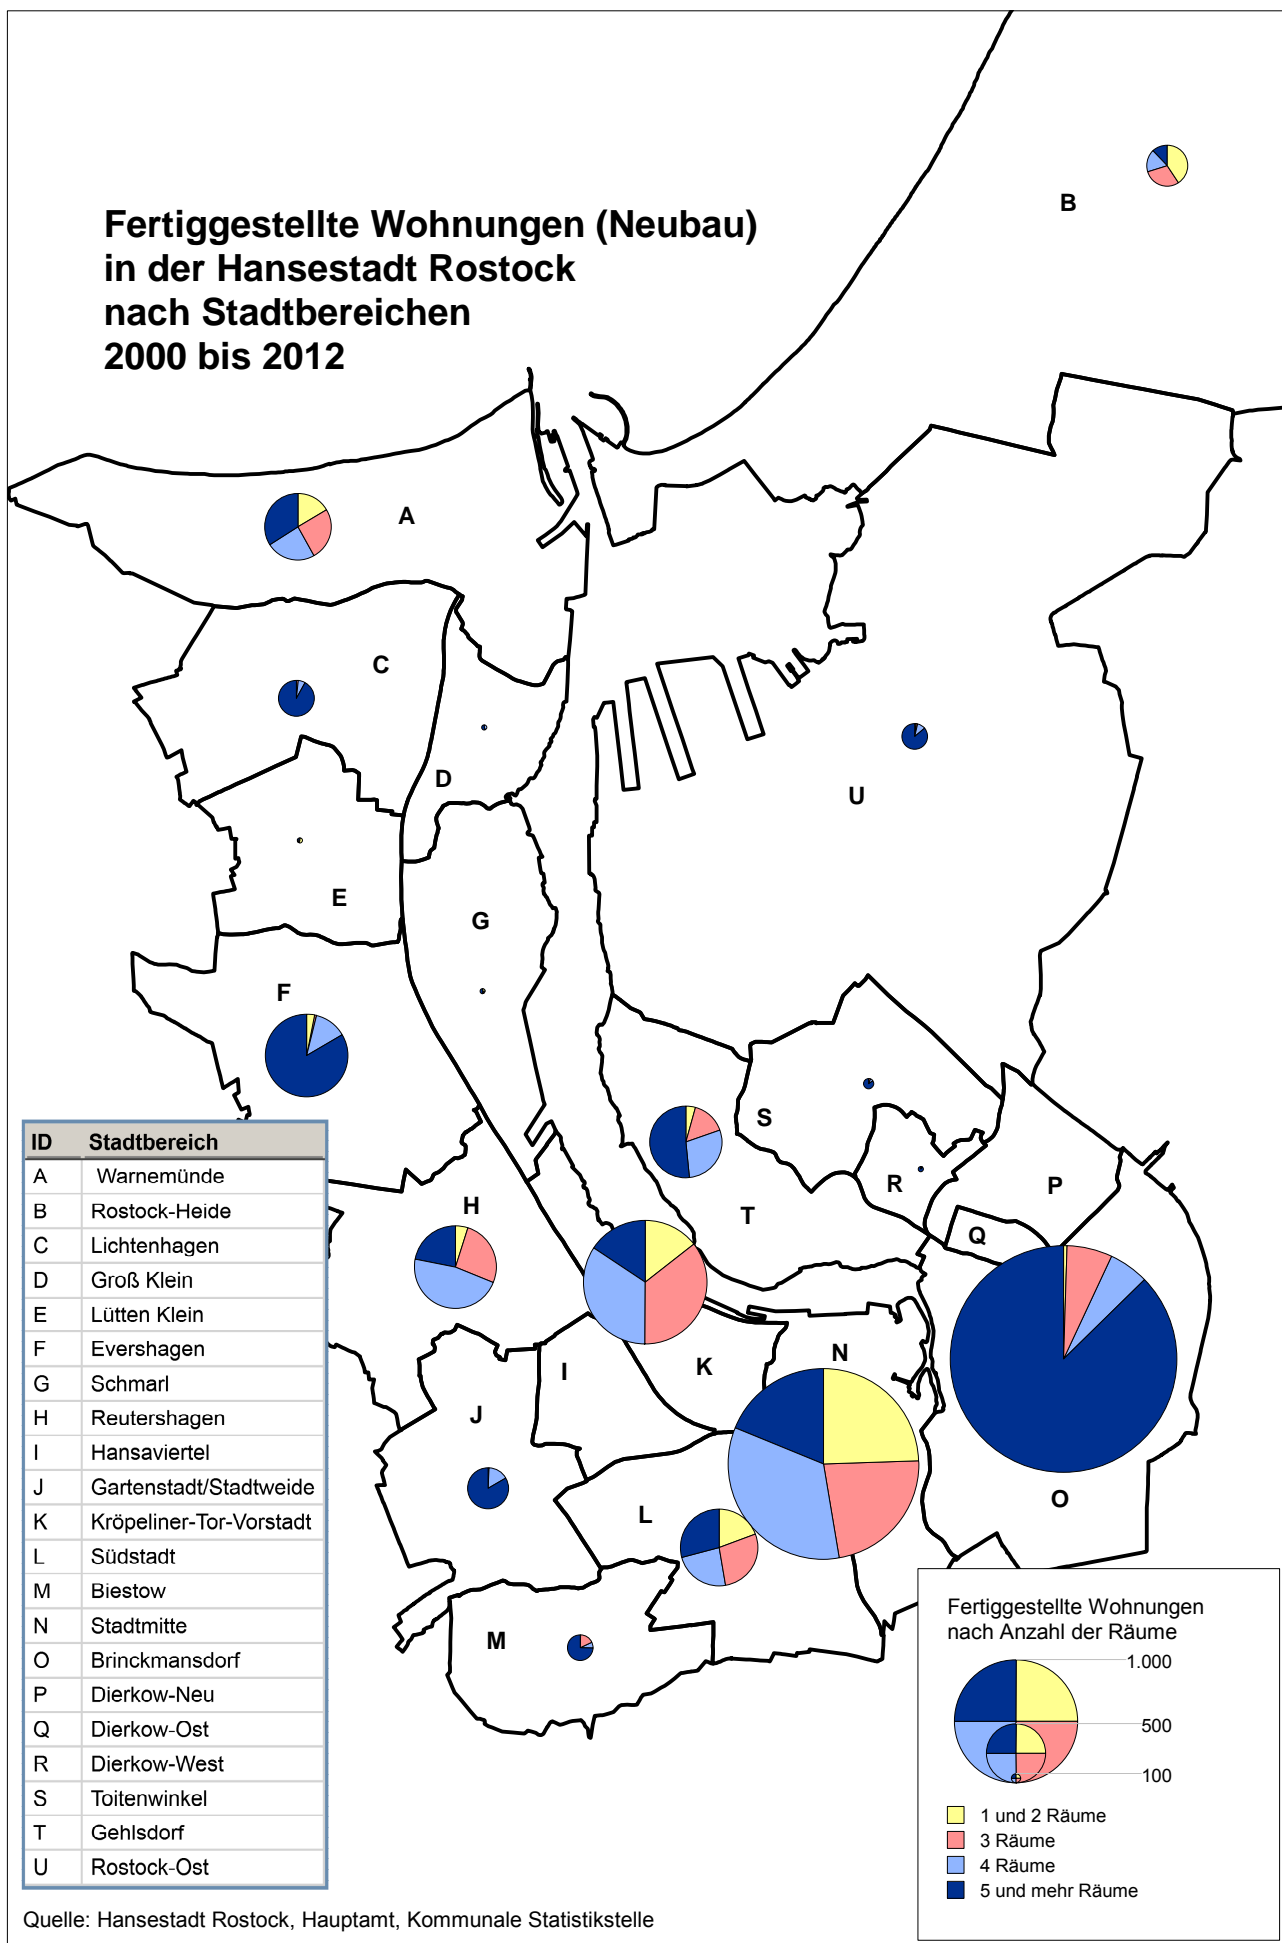 Fertiggestellte Wohnungen (Neubau)
in der Hansestadt Rostock
nach Stadtbereichen
2000 bis 2012
B
A
C
D
U
E
G
F
S
R
P
H
T
Q
N
I
K
J
L
O
M
ID Stadtbereich
A Warnemünde
B Rostock-Heide
C Lichtenhagen
D Groß Klein
E Lütten Klein
F Evershagen
G Schmarl
H Reutershagen
I Hansaviertel
J Gartenstadt/Stadtweide
K Kröpeliner-Tor-Vorstadt
L Südstadt
M Biestow
N Stadtmitte
O Brinckmansdorf
P Dierkow-Neu
Q Dierkow-Ost
R Dierkow-West
S Toitenwinkel
T Gehlsdorf
U Rostock-Ost
Fertiggestellte Wohnungen
nach Anzahl der Räume
1.000
500
100
1 und 2 Räume
3 Räume
4 Räume
5 und mehr Räume
Quelle: Hansestadt Rostock, Hauptamt, Kommunale Statistikstelle